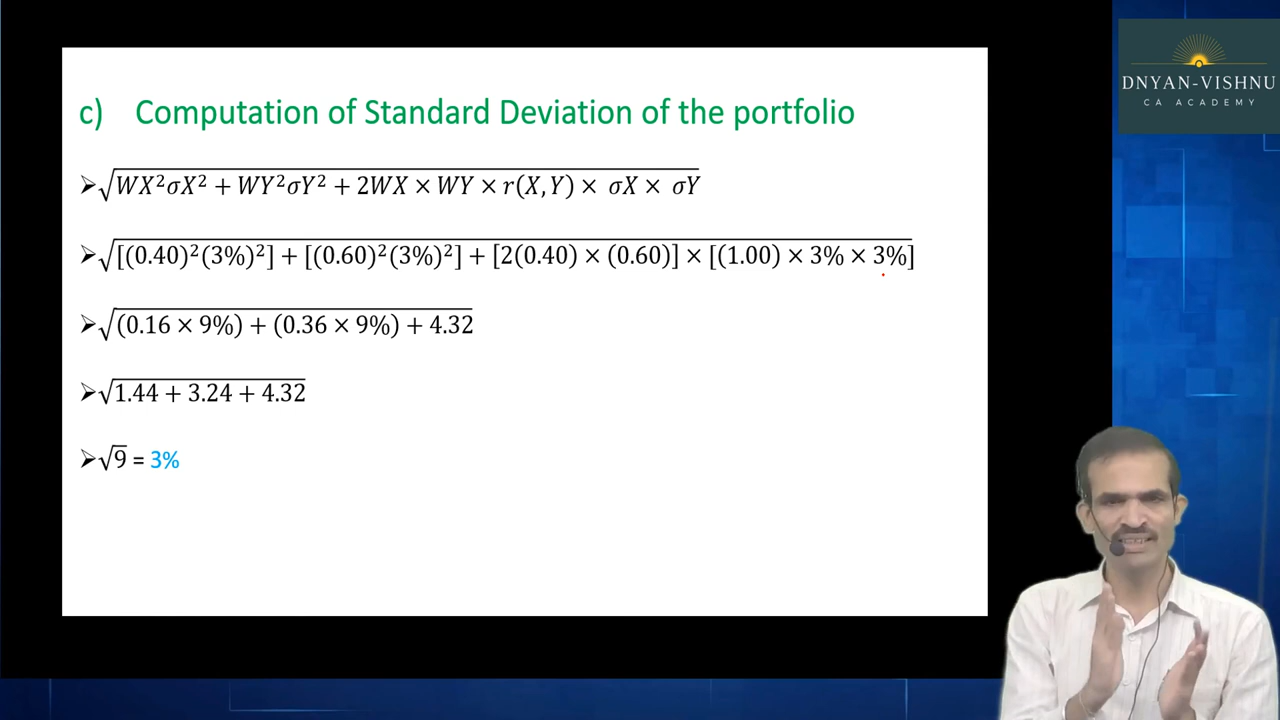 DNYAN-VISHNU
CA ACADEMY
c) Computation of Standard Deviation of the portfolio
➢√WX²σX² + WY²σY² + 2WX × WY × r(X,Y) × σX × σY
➢√[(0.40)²(3%)²] + [(0.60)²(3%)²] + [2(0.40) × (0.60)] × [(1.00) × 3% × 3%]
➢√(0.16 × 9%) + (0.36 × 9%) + 4.32
➢√1.44 + 3.24 + 4.32
➢√9 = 3%